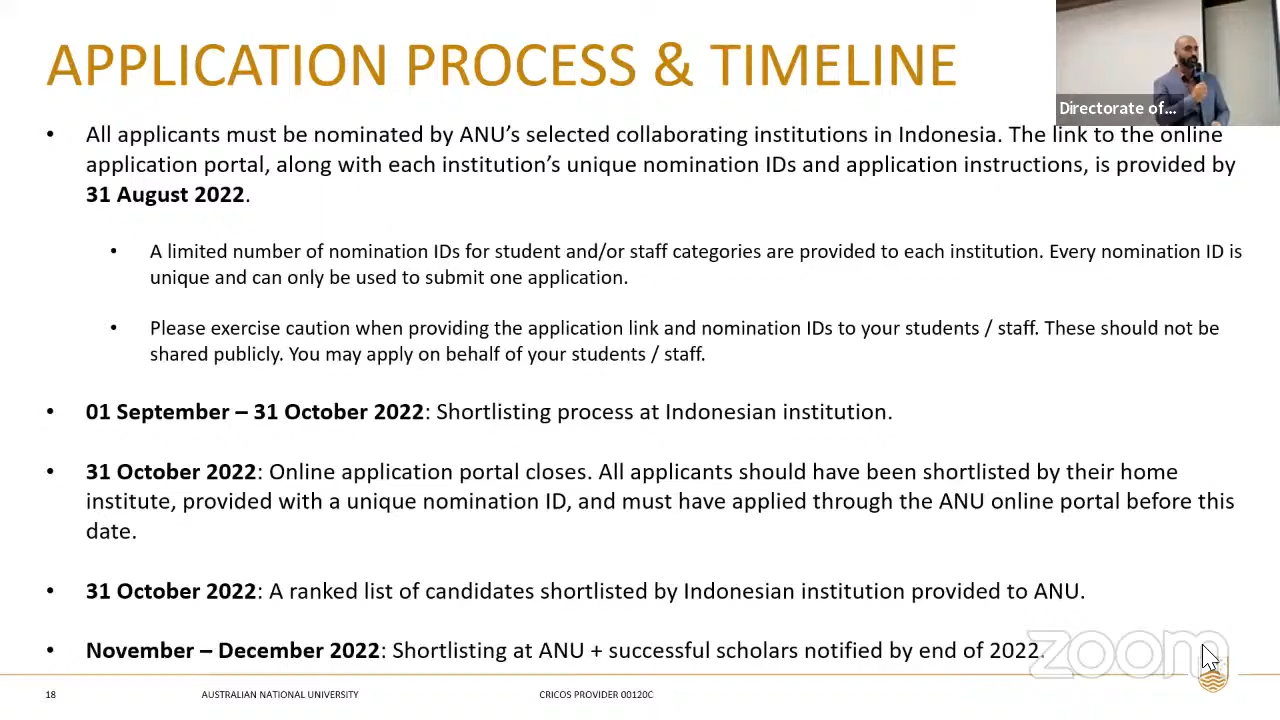 APPLICATION PROCESS & TIMELINE
Directorate of...
• All applicants must be nominated by ANU's selected collaborating institutions in Indonesia. The link to the online
application portal, along with each institution's unique nomination IDs and application instructions, is provided by
31 August 2022.
• A limited number of nomination IDs for student and/or staff categories are provided to each institution. Every nomination ID is
unique and can only be used to submit one application.
• Please exercise caution when providing the application link and nomination IDs to your students / staff. These should not be
shared publicly. You may apply on behalf of your students / staff.
• 01 September – 31 October 2022: Shortlisting process at Indonesian institution.
• 31 October 2022: Online application portal closes. All applicants should have been shortlisted by their home
institute, provided with a unique nomination ID, and must have applied through the ANU online portal before this
date.
• 31 October 2022: A ranked list of candidates shortlisted by Indonesian institution provided to ANU.
• November – December 2022: Shortlisting at ANU + successful scholars notified by end of 2022.
zoom
18 AUSTRALIAN NATIONAL UNIVERSITY CRICOS PROVIDER 00120C